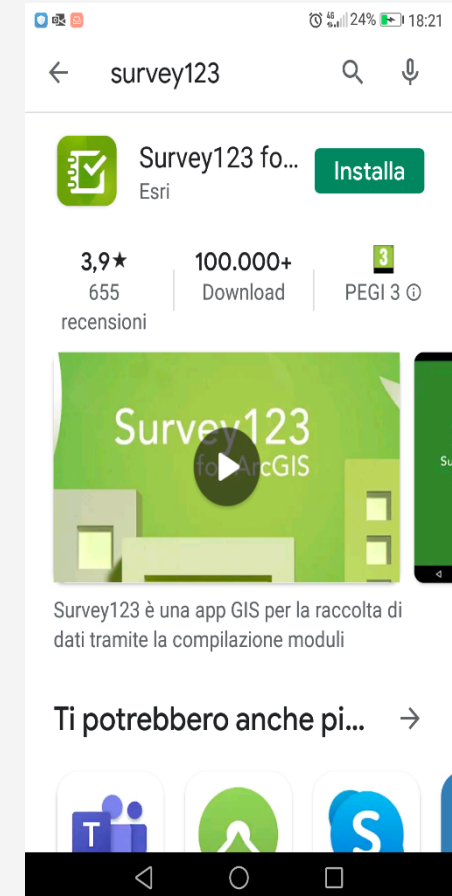 24% 18:21
survey123
Survey123 fo...
Esri
Installa
3,9★
655
recensioni
100.000+
Download
3
PEGI 3
Survey123
for ArcGIS
Su
Survey123 è una app GIS per la raccolta di
dati tramite la compilazione moduli
Ti potrebbero anche pi...
T
S